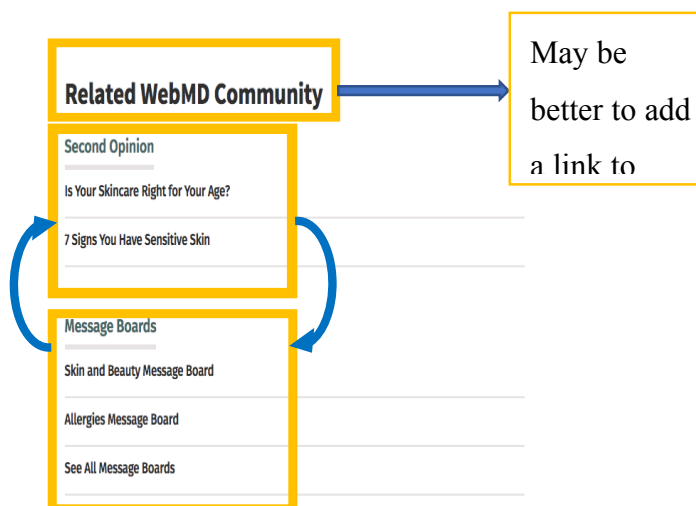 Related WebMD Community
May be
better to add
a link to
Second Opinion
Is Your Skincare Right for Your Age?
7 Signs You Have Sensitive Skin
Message Boards
Skin and Beauty Message Board
Allergies Message Board
See All Message Boards